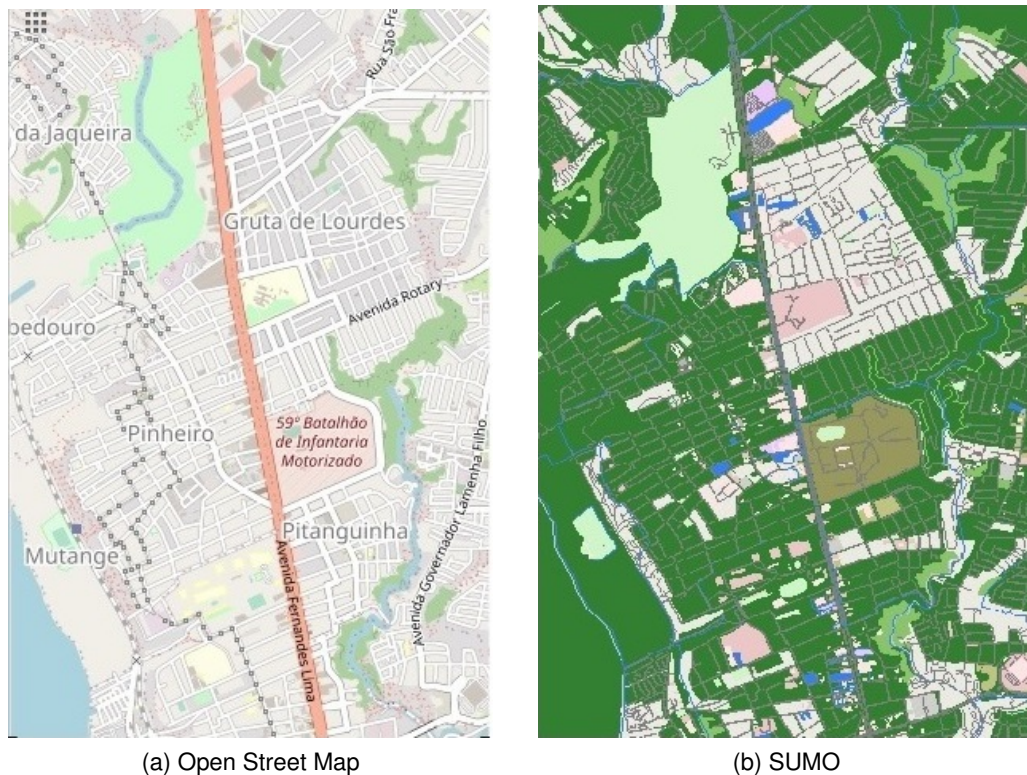 Rua São Fra
da Jaqueira
Gruta de Lourdes
Avenida Rotary
bedouro
59º Batalhão
de Infantaria
Motorizado
Pinheiro
Avenida Governador Lamenha Filho
Pitanguinha
Mutange
Avenida Fernandes Lima
(a) Open Street Map
(b) SUMO